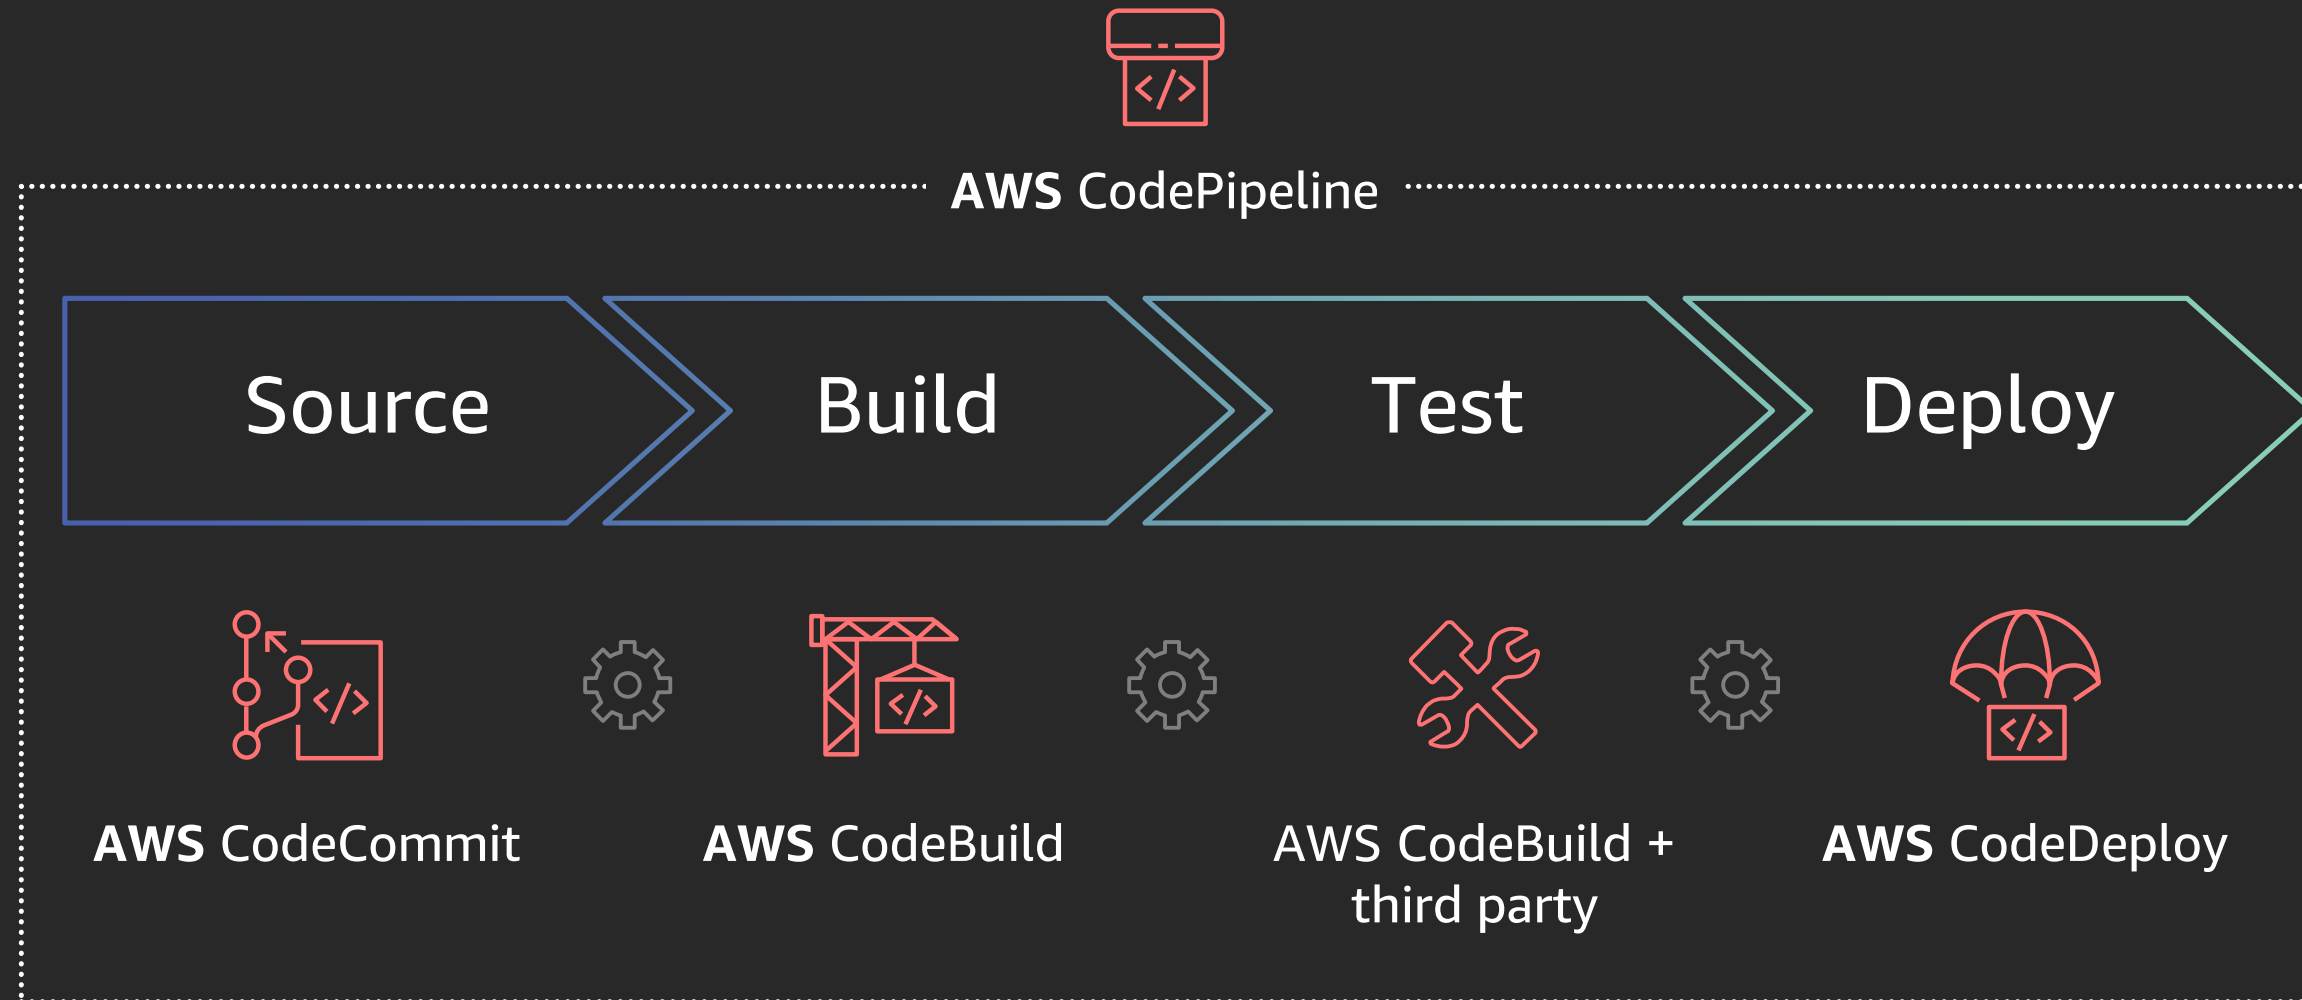 AWS CodePipeline
Source
Build
Test
Deploy
AWS CodeCommit
AWS CodeBuild
AWS CodeBuild +
third party
AWS CodeDeploy